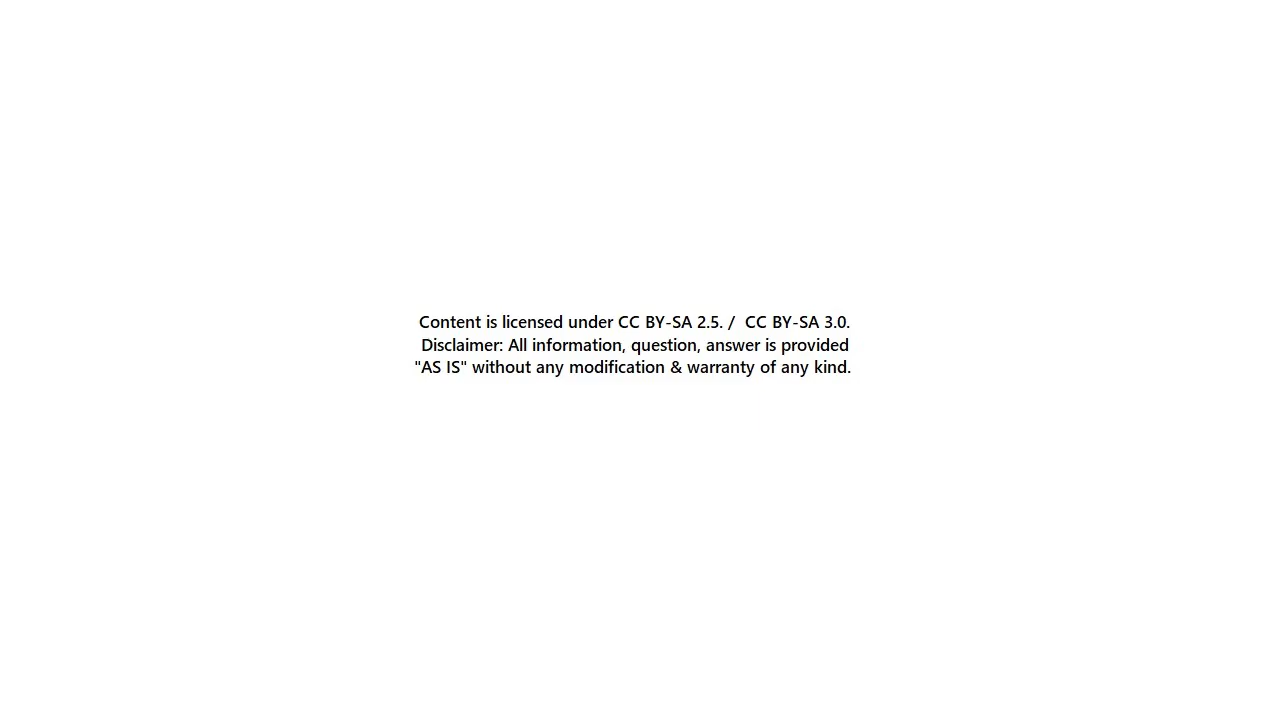 Content is licensed under CC BY-SA 2.5. /  CC BY-SA 3.0.
Disclaimer: All information, question, answer is provided
"AS IS" without any modification & warranty of any kind.